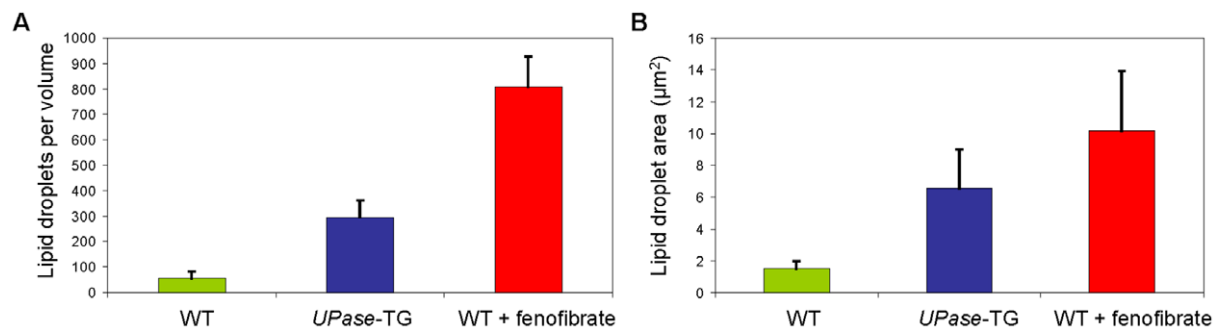 A
Lipid droplets per volume
1000
900
800
700
600
500
400
300
200
100
0
WT
UPase-TG
WT + fenofibrate
B
Lipid droplet area (µm²)
16
14
12
10
8
6
4
2
0
WT
UPase-TG
WT + fenofibrate